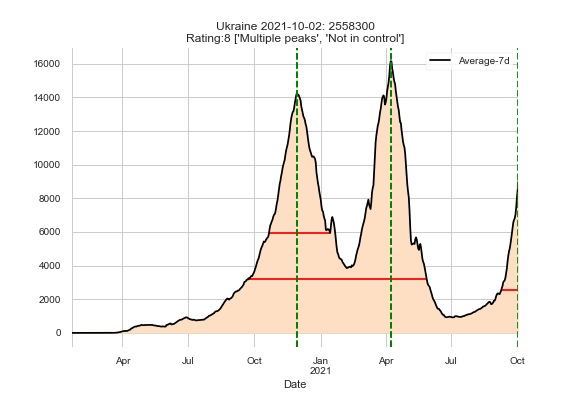 Ukraine 2021-10-02: 2558300
Rating:8 ['Multiple peaks', 'Not in control']
Average-7d
16000
14000
12000
10000
8000
6000
4000
2000
0
Apr
Jul
Oct
Jan
2021
Apr
Jul
Oct
Date